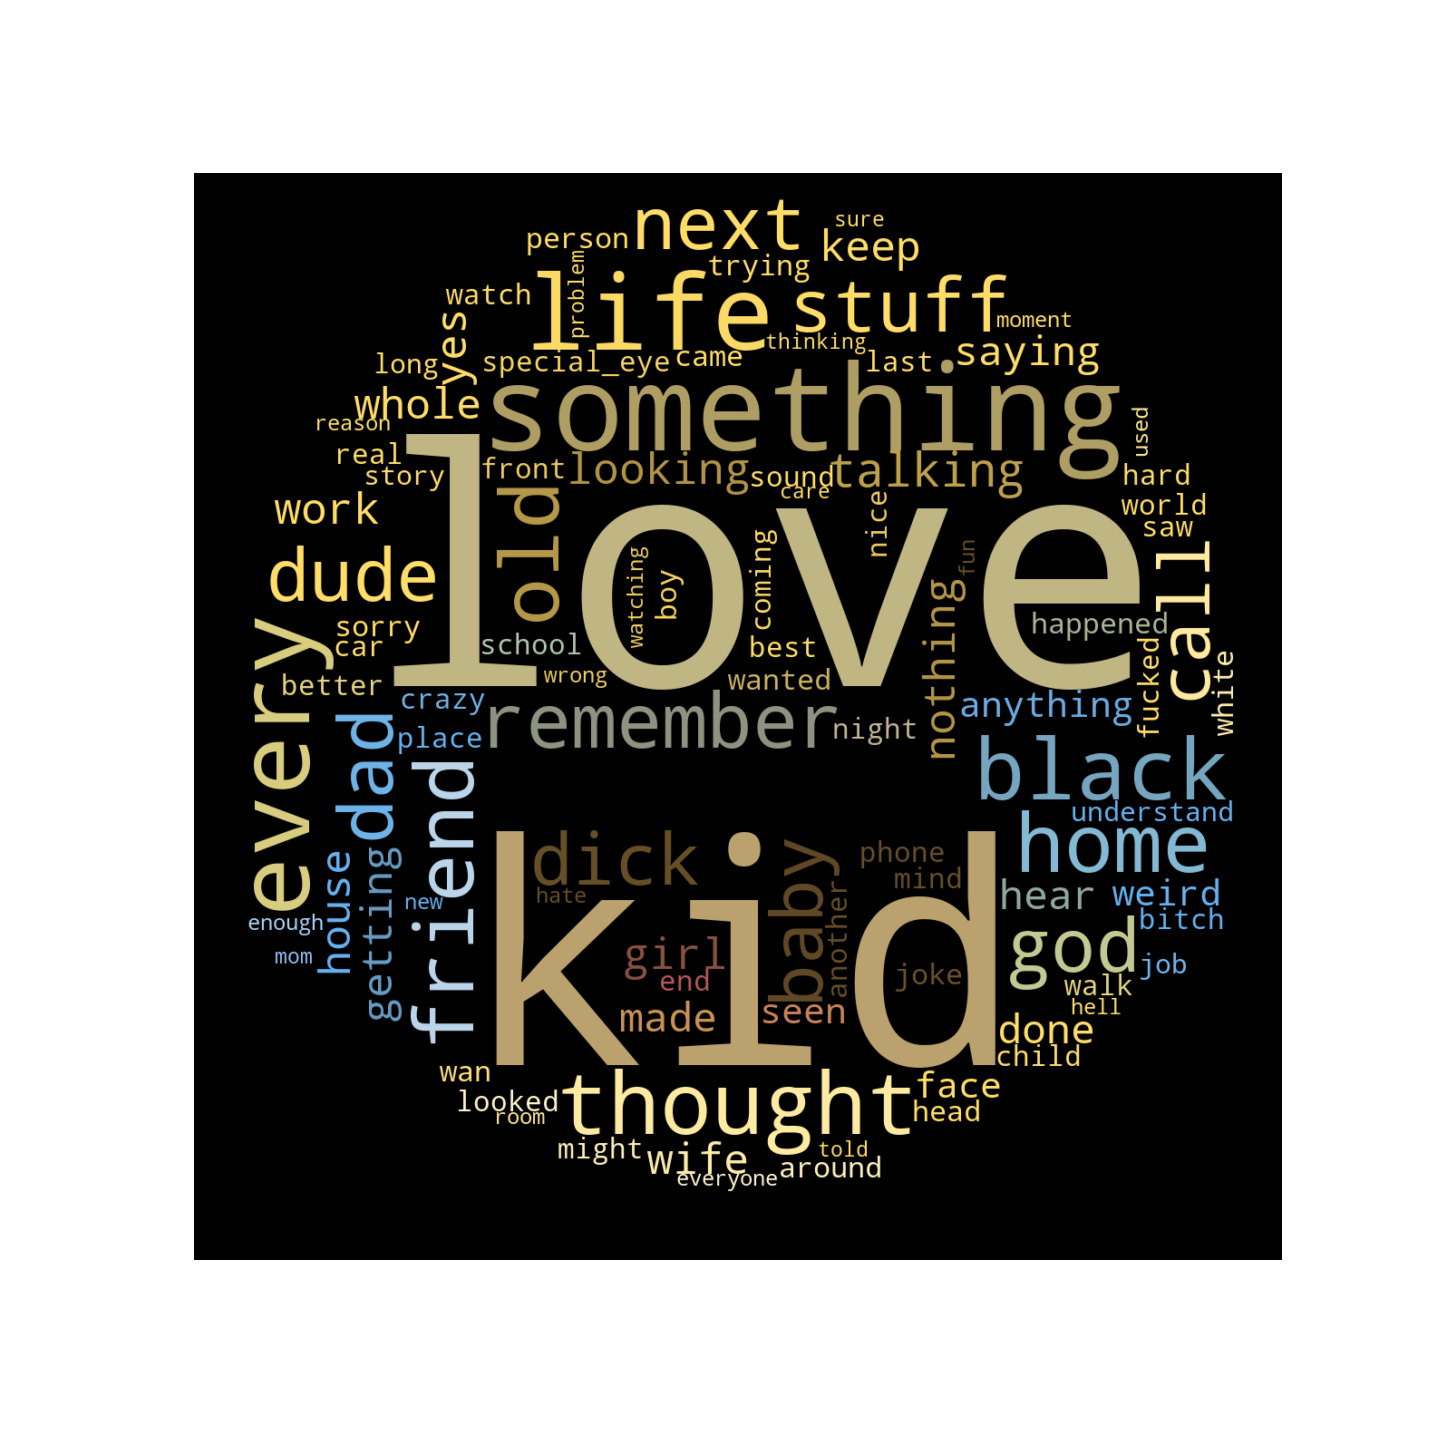 sure
next
person
keep
trying
problem
life
stuff
watch
moment
yes
thinking
saying
long
special_eye
came
last
something
whole
reason
used
real
front
looking
sound
talking
story
care
hard
old
love
work
nice
world
saw
dude
watching
boy
coming
fun
call
sorry
car
school
best
happened
nothing
every
better
wrong
wanted
fucked
white
crazy
remember
anything
place
night
dad
friend
black
understand
home
dick
baby
phone
mind
house
getting
new
hate
kid
another
hear
weird
enough
bitch
mom
girl
end
joke
god
job
walk
made
seen
hell
done
child
wan
thought
face
looked
room
head
might
wife
told
everyone
around